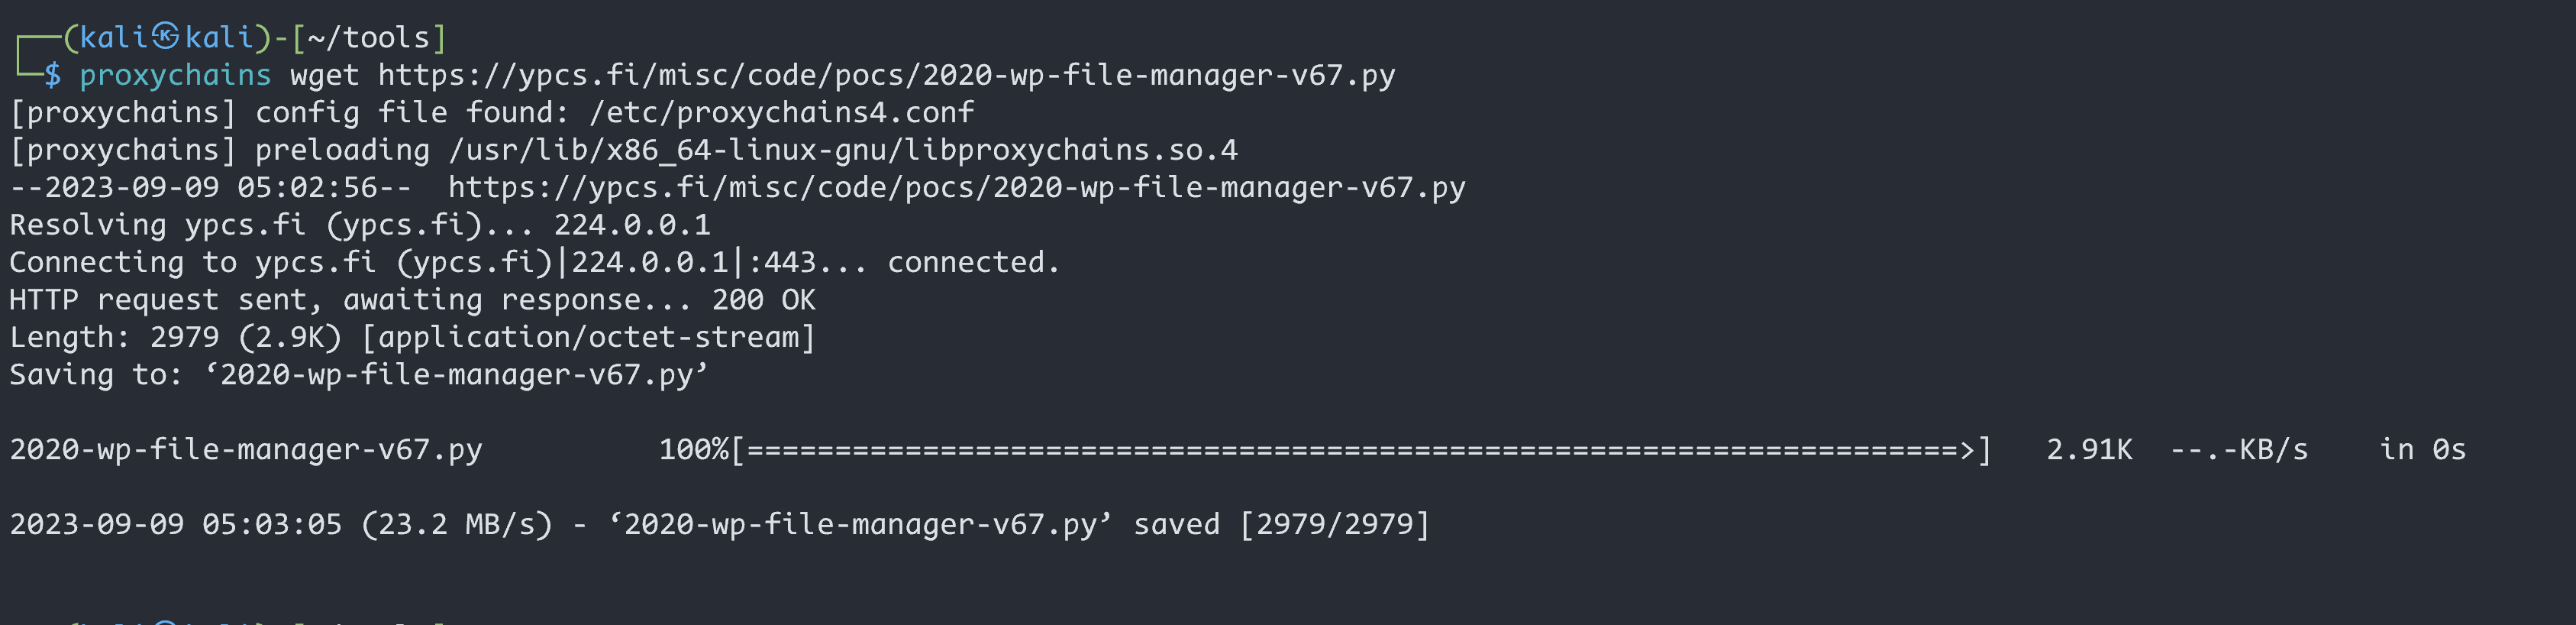 ┌──(kali㉿kali)-[~/tools]
└─$ proxychains wget https://ypcs.fi/misc/code/pocs/2020-wp-file-manager-v67.py
[proxychains] config file found: /etc/proxychains4.conf
[proxychains] preloading /usr/lib/x86_64-linux-gnu/libproxychains.so.4
--2023-09-09 05:02:56--  https://ypcs.fi/misc/code/pocs/2020-wp-file-manager-v67.py
Resolving ypcs.fi (ypcs.fi)... 224.0.0.1
Connecting to ypcs.fi (ypcs.fi)|224.0.0.1|:443... connected.
HTTP request sent, awaiting response... 200 OK
Length: 2979 (2.9K) [application/octet-stream]
Saving to: ‘2020-wp-file-manager-v67.py’
2020-wp-file-manager-v67.py 100%[=====================================================================>] 2.91K --.-KB/s in 0s
2023-09-09 05:03:05 (23.2 MB/s) - ‘2020-wp-file-manager-v67.py’ saved [2979/2979]